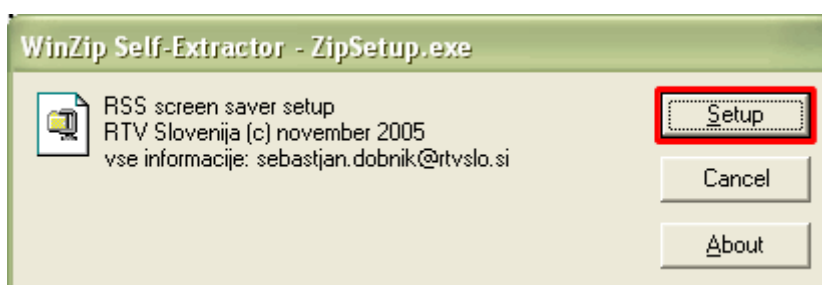 WinZip Self-Extractor - ZipSetup.exe
RSS screen saver setup
RTV Slovenija (c) november 2005
vse informacije: sebastjan.dobnik@rtvslo.si
Setup
Cancel
About